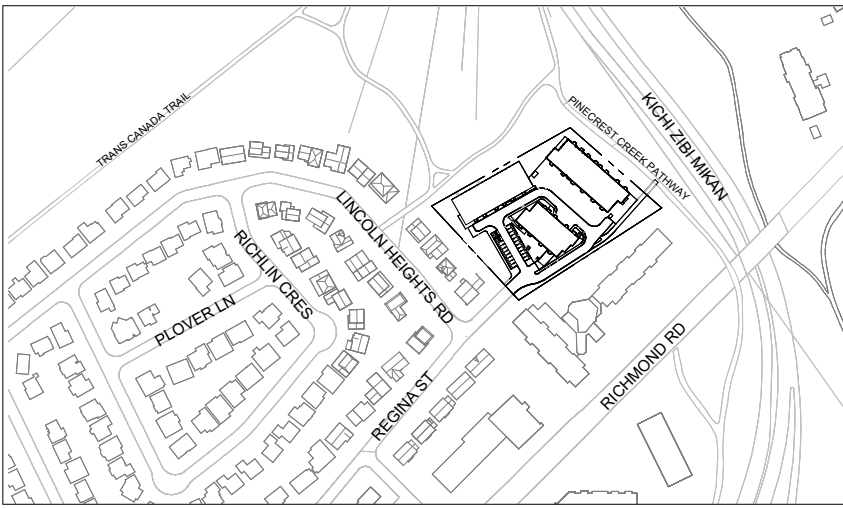 TRANS CANADA TRAIL
PINECREST CREEK PATHWAY
KICHI ZIBI MIKAN
LINCOLN HEIGHTS RD
RICHLIN CRES
PLOVER LN
REGINA ST
RICHMOND RD